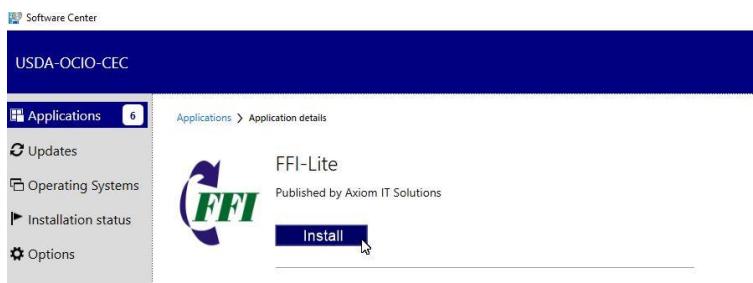 Software Center
USDA-OCIO-CEC
Applications 6
Updates
Operating Systems
Installation status
Options
Applications > Application details
FFI
FFI-Lite
Published by Axiom IT Solutions
Install